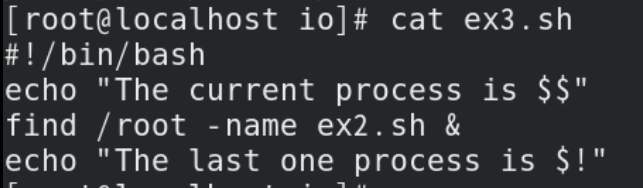 [root@localhost io]# cat ex3.sh
#!/bin/bash
echo "The current process is $$"
find /root -name ex2.sh &
echo "The last one process is $!"